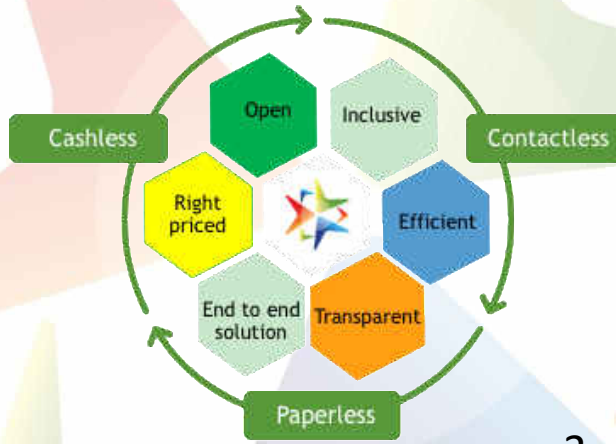 Open
Inclusive
Cashless
Contactless
Right
priced
Efficient
End to end
solution
Transparent
Paperless